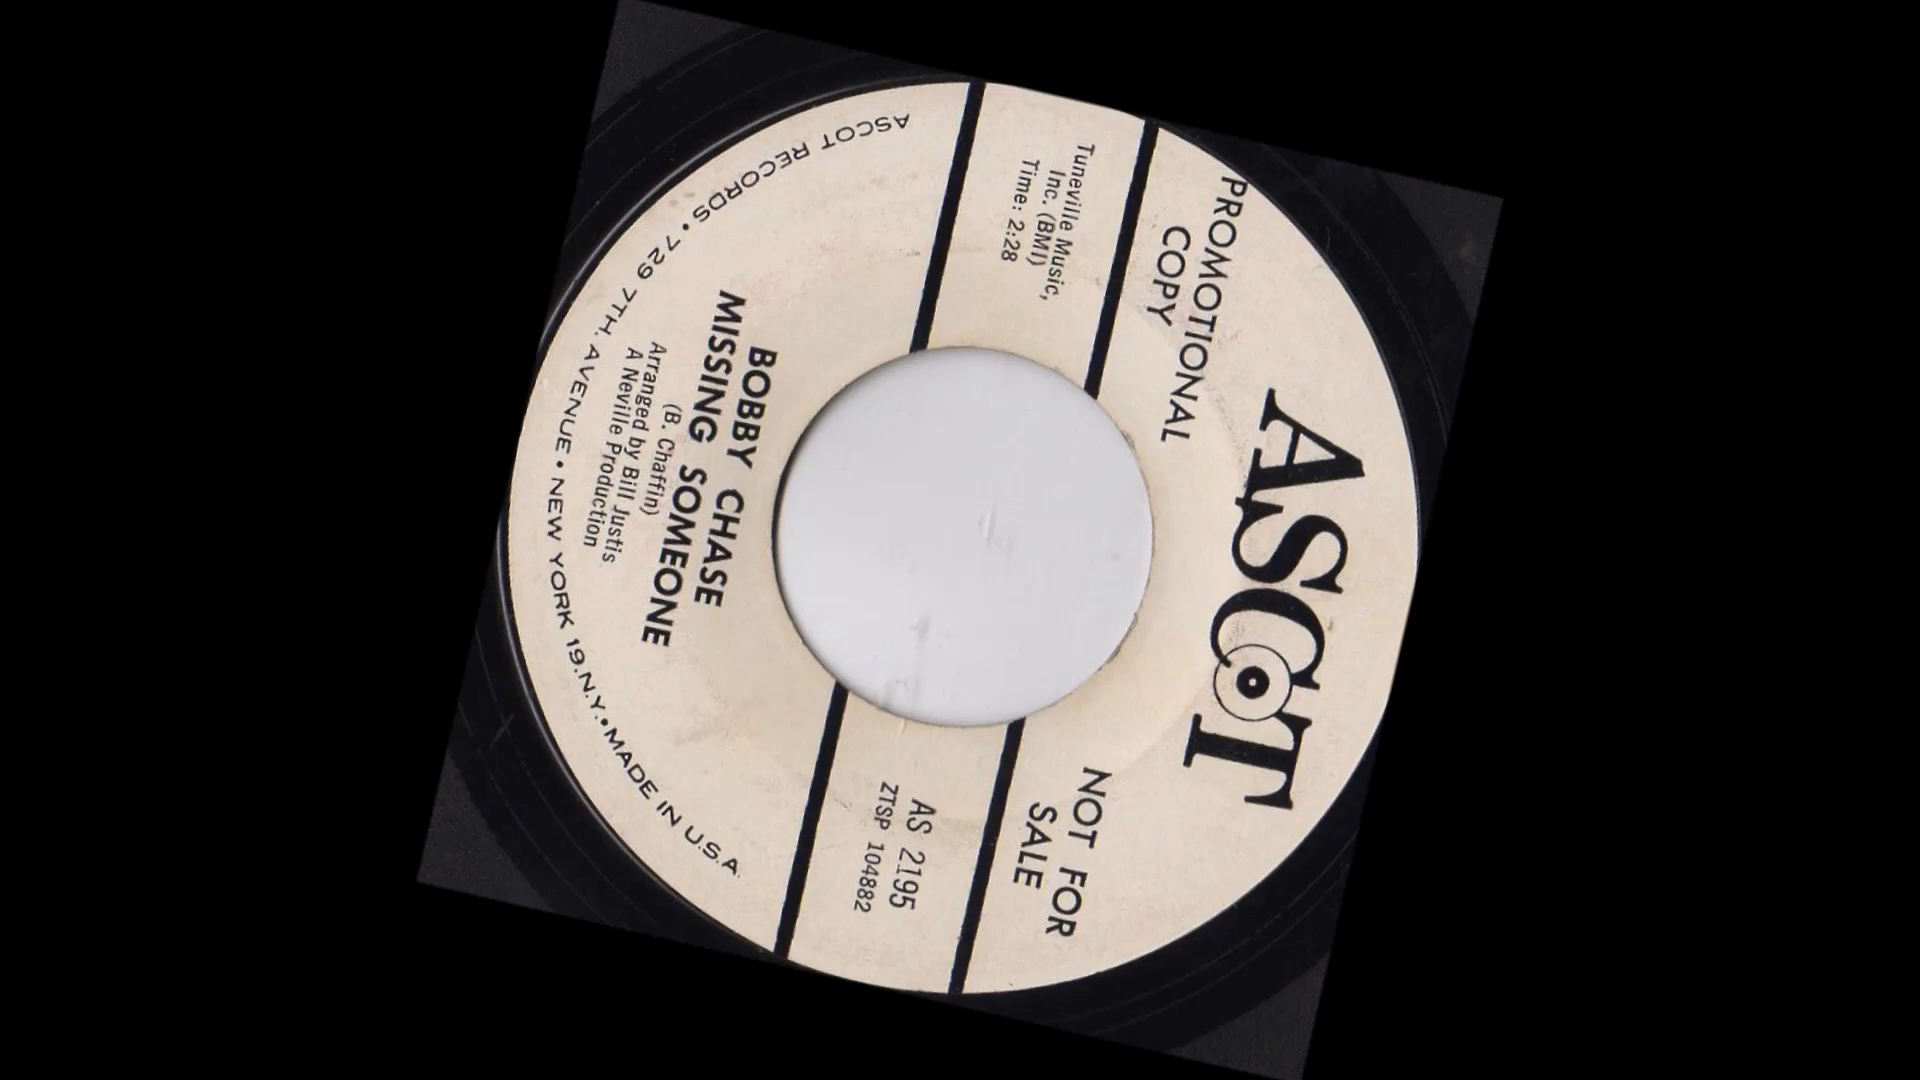 ASCOT
PROMOTIONAL
COPY
NOT FOR
SALE
Tuneville Music,
Inc. (BMI)
Time: 2:28
AS 2195
ZTSP 104882
BOBBY CHASE
MISSING SOMEONE
(B. Chaffin)
Arranged by Bill Justis
A Neville Production
ASCOT RECORDS • 729 7TH. AVENUE • NEW YORK 19. N.Y. • MADE IN U.S.A.